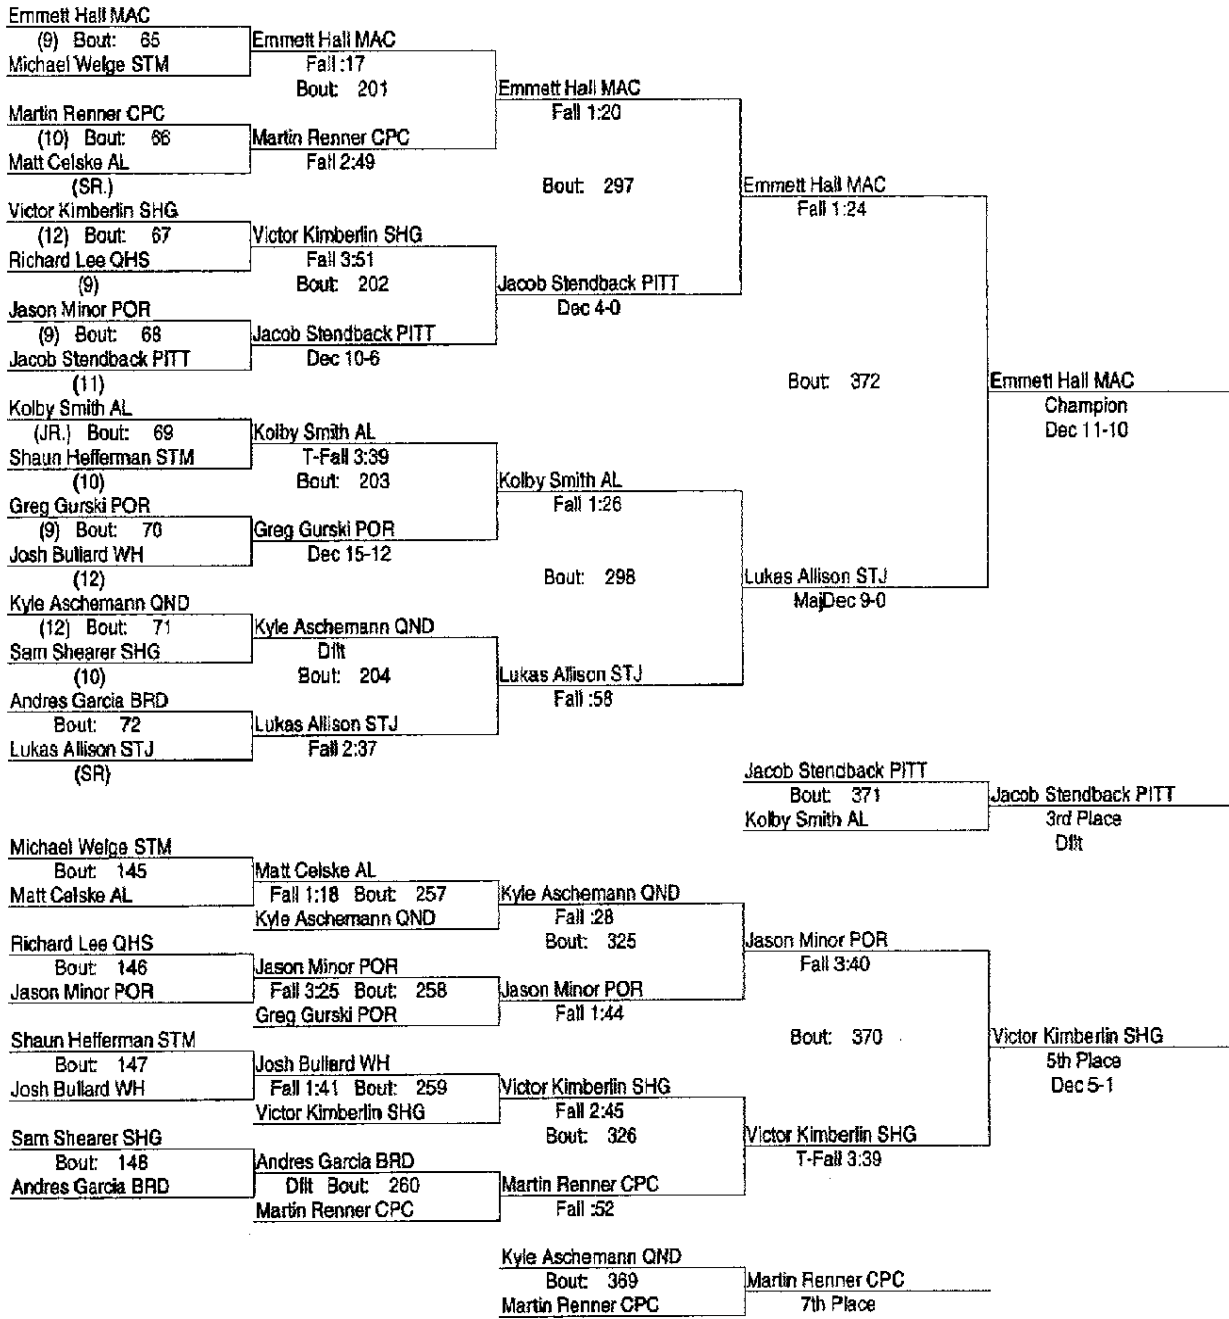 Emmett Hall MAC
(9) Bout: 65
Michael Welge STM
Emmett Hall MAC
Fall :17
Bout: 201
Martin Renner CPC
(10) Bout: 66
Matt Celske AL
(SR.)
Martin Renner CPC
Fall 2:49
Emmett Hall MAC
Fall 1:20
Bout: 297
Victor Kimberlin SHG
(12) Bout: 67
Richard Lee QHS
(9)
Victor Kimberlin SHG
Fall 3:51
Bout: 202
Jason Minor POR
(9) Bout: 68
Jacob Stendback PITT
(11)
Jacob Stendback PITT
Dec 10-6
Jacob Stendback PITT
Dec 4-0
Emmett Hall MAC
Fall 1:24
Bout: 372
Kolby Smith AL
(JR.) Bout: 69
Shaun Hefferman STM
(10)
Kolby Smith AL
T-Fall 3:39
Bout: 203
Greg Gurski POR
(9) Bout: 70
Josh Bullard WH
(12)
Greg Gurski POR
Dec 15-12
Kolby Smith AL
Fall 1:26
Bout: 298
Kyle Aschemann QND
(12) Bout: 71
Sam Shearer SHG
(10)
Kyle Aschemann QND
Dflt
Bout: 204
Andres Garcia BRD
Bout: 72
Lukas Allison STJ
(SR)
Lukas Allison STJ
Fall 2:37
Lukas Allison STJ
Fall :58
Lukas Allison STJ
MajDec 9-0
Emmett Hall MAC
Champion
Dec 11-10
Jacob Stendback PITT
Bout: 371
Kolby Smith AL
Jacob Stendback PITT
3rd Place
Dflt
Michael Welge STM
Bout: 145
Matt Celske AL
Matt Celske AL
Fall 1:18 Bout: 257
Kyle Aschemann QND
Kyle Aschemann QND
Fall :28
Bout: 325
Richard Lee QHS
Bout: 146
Jason Minor POR
Jason Minor POR
Fall 3:25 Bout: 258
Greg Gurski POR
Jason Minor POR
Fall 1:44
Jason Minor POR
Fall 3:40
Bout: 370
Shaun Hefferman STM
Bout: 147
Josh Bullard WH
Josh Bullard WH
Fall 1:41 Bout: 259
Victor Kimberlin SHG
Victor Kimberlin SHG
Fall 2:45
Bout: 326
Sam Shearer SHG
Bout: 148
Andres Garcia BRD
Andres Garcia BRD
Dflt Bout: 260
Martin Renner CPC
Martin Renner CPC
Fall :52
Victor Kimberlin SHG
T-Fall 3:39
Victor Kimberlin SHG
5th Place
Dec 5-1
Kyle Aschemann QND
Bout: 369
Martin Renner CPC
Martin Renner CPC
7th Place